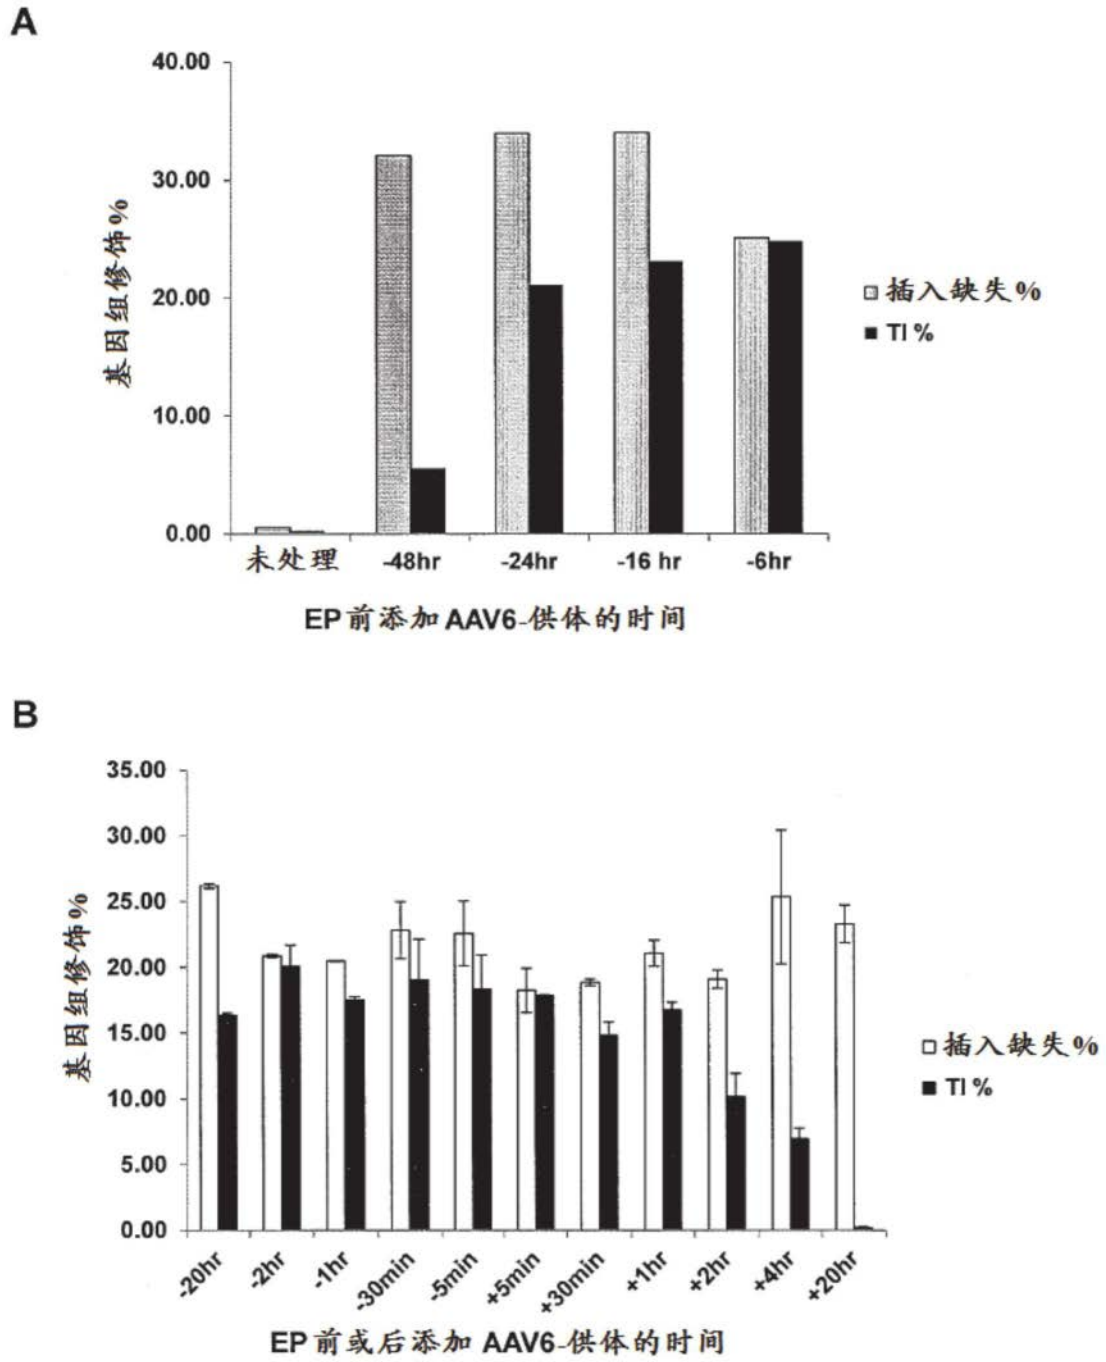 A
40.00
30.00
20.00
10.00
0.00
基因组修饰%
未处理 -48hr -24hr -16 hr -6hr
EP前添加AAV6-供体的时间
插入缺失%
TI %
B
35.00
30.00
25.00
20.00
15.00
10.00
5.00
0.00
基因组修饰%
-20hr -2hr -1hr -30min -5min +5min +30min +1hr +2hr +4hr +20hr
EP前或后添加 AAV6-供体的时间
插入缺失%
TI %